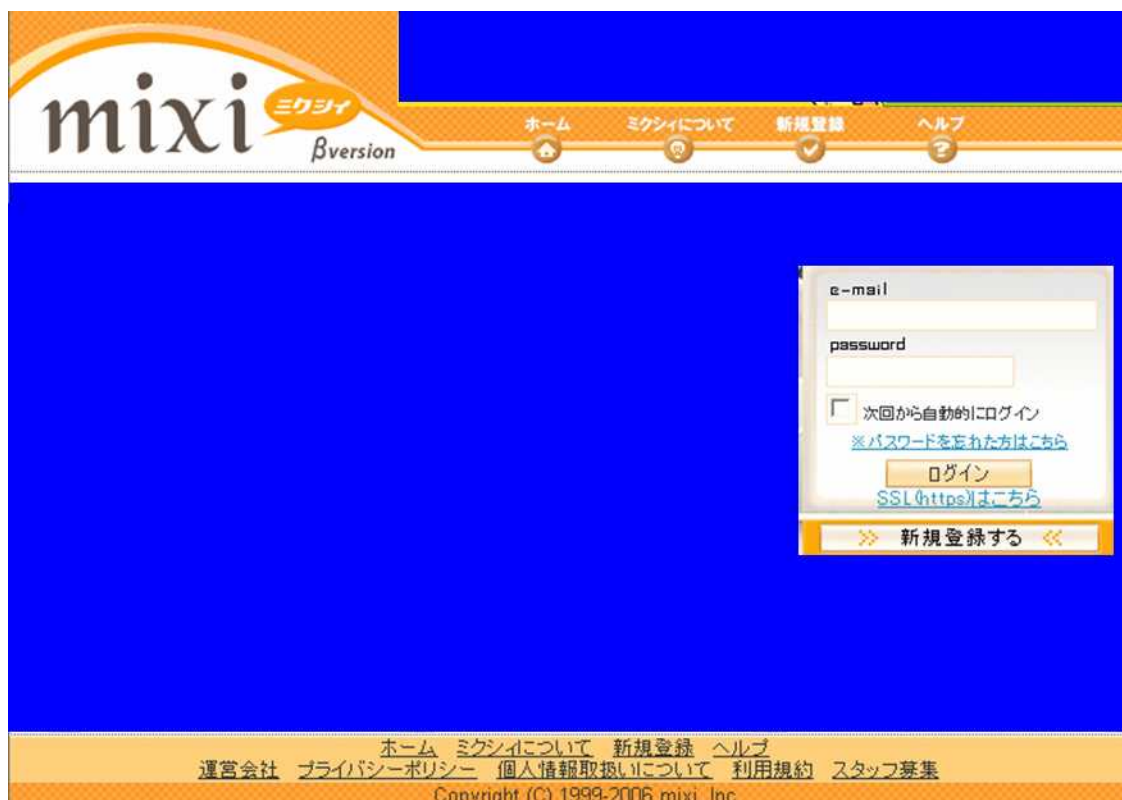 mixi ミクシィ
βversion
ホーム ミクシィについて 新規登録 ヘルプ
e-mail
password
次回から自動的にログイン
※パスワードを忘れた方はこちら
ログイン
SSL(https)はこちら
新規登録する
ホーム ミクシィについて 新規登録 ヘルプ
運営会社 プライバシーポリシー 個人情報取扱いについて 利用規約 スタッフ募集
Copyright (C) 1999-2006 mixi, Inc.